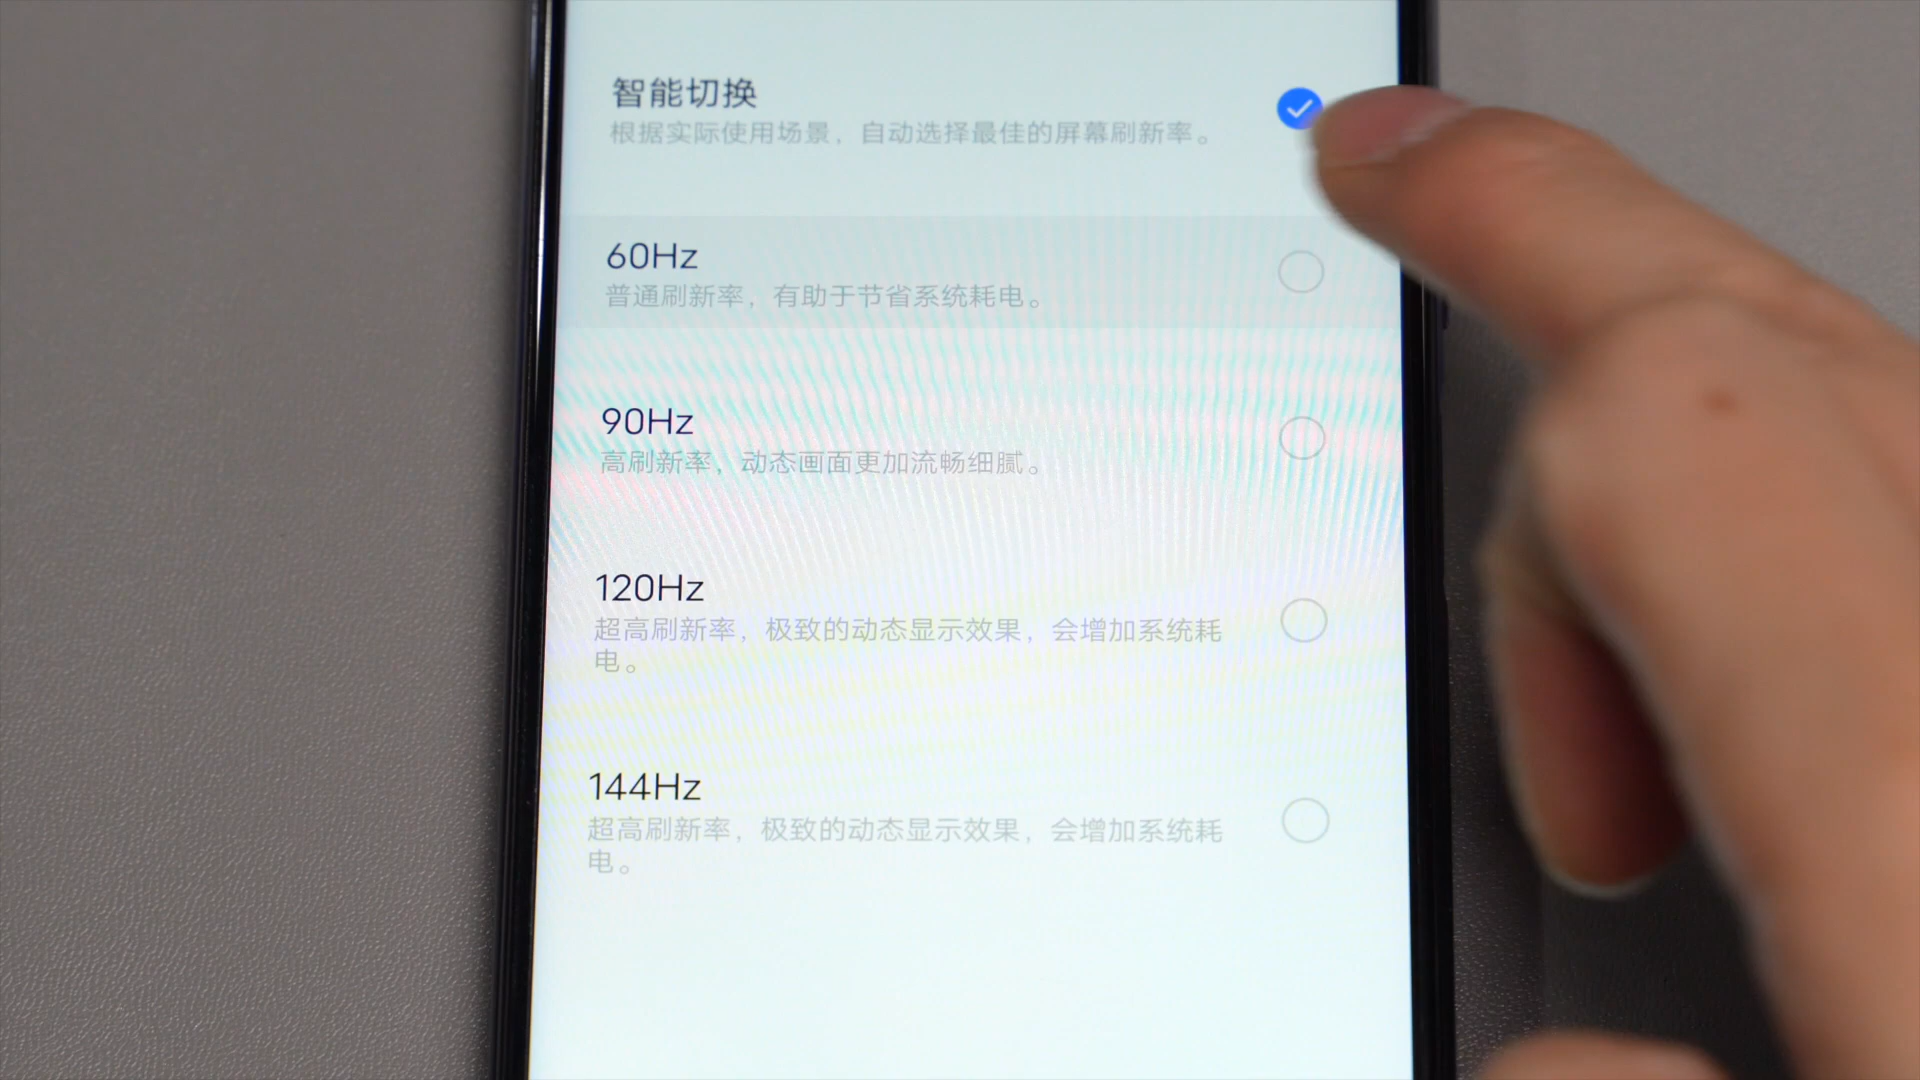 智能切换
根据实际使用场景，自动选择最佳的屏幕刷新率。
60Hz
普通刷新率，有助于节省系统耗电。
90Hz
高刷新率，动态画面更加流畅细腻。
120Hz
超高刷新率，极致的动态显示效果，会增加系统耗
电。
144Hz
超高刷新率，极致的动态显示效果，会增加系统耗
电。